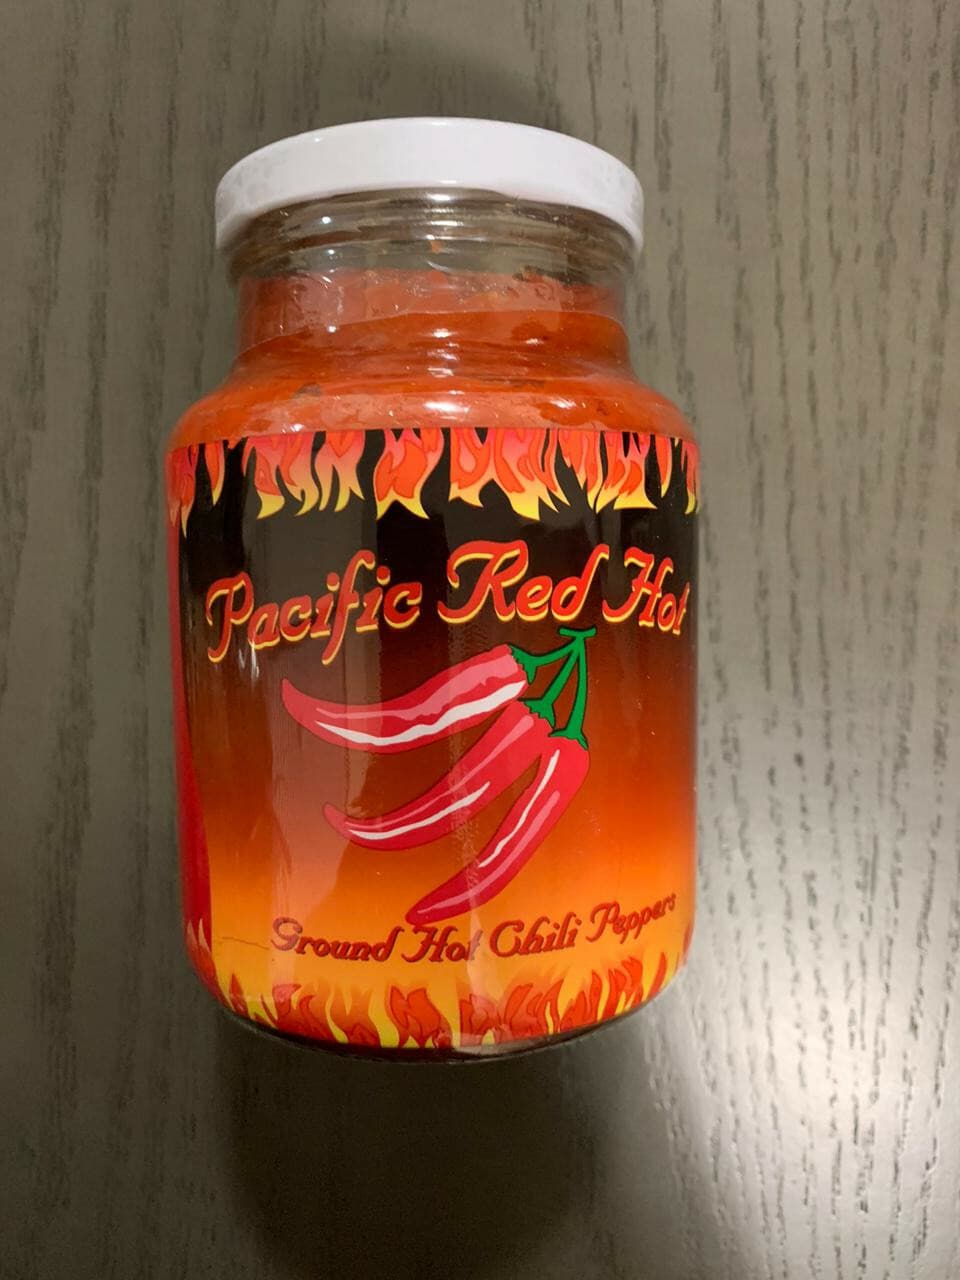 Pacific Red Hot
Ground Hot Chili Peppers